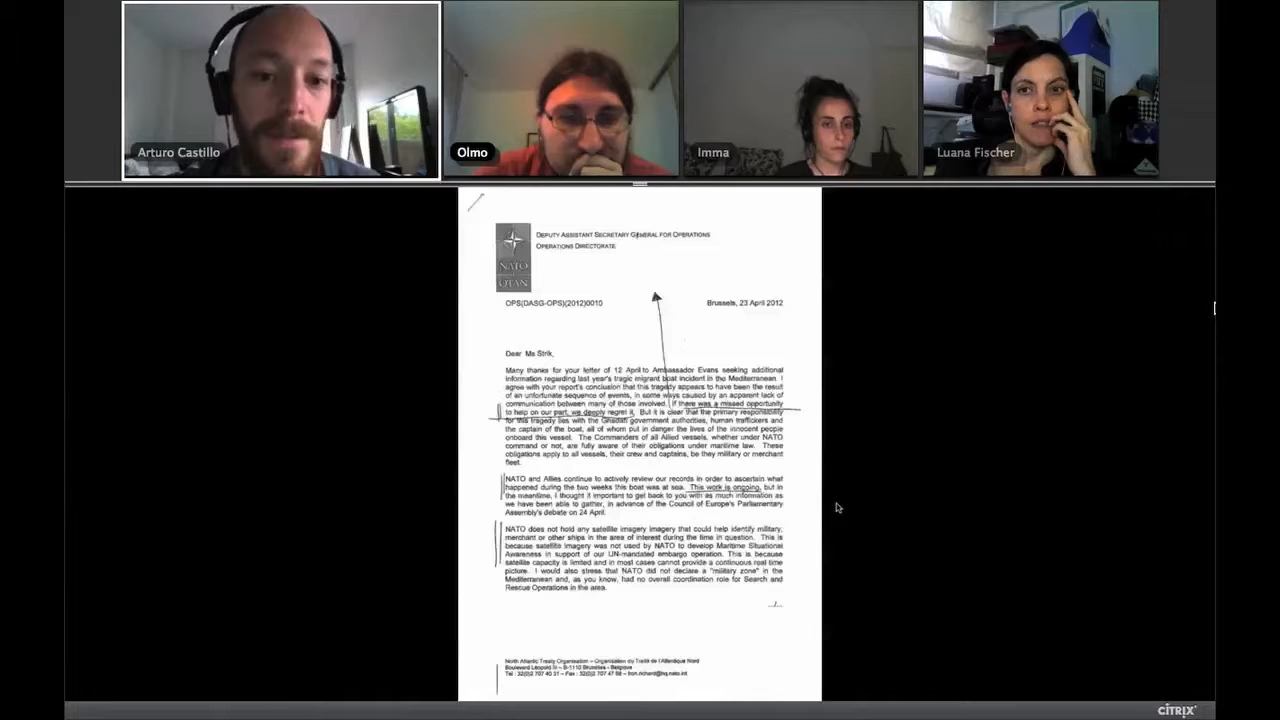 Arturo Castillo
Olmo
Imma
Luana Fischer
DEPUTY ASSISTANT SECRETARY GENERAL FOR OPERATIONS
OPERATIONS DIRECTORATE
NATO
OTAN
OPS(DASG-OPS)(2012)0010
Brussels, 23 April 2012
Dear Ms Strik,
Many thanks for your letter of 12 April to Ambassador Evans seeking additional
information regarding last year's tragic migrant boat incident in the Mediterranean. I
agree with your report's conclusion that this tragedy appears to have been the result
of an unfortunate sequence of events, in some ways caused by an apparent lack of
communication between many of those involved. If there was a missed opportunity
to help on our part, we deeply regret it. But it is clear that the primary responsibility
for this tragedy lies with the government authorities, human traffickers and
the captain of the boat, all of whom put in danger the lives of the innocent people
onboard this vessel. The Commanders of all Allied vessels, whether under NATO
command or not, are fully aware of their obligations under maritime law. These
obligations apply to all vessels, their crew and captains, be they military or merchant
fleet.
NATO and Allies continue to actively review our records in order to ascertain what
happened during the two weeks this boat was at sea. This work is ongoing, but in
the meantime, I thought it important to get back to you with as much information as
we have been able to gather, in advance of the Council of Europe's Parliamentary
Assembly's debate on 24 April.
NATO does not hold any satellite imagery imagery that could help identify military,
merchant or other ships in the area of interest during the time in question. This is
because satellite imagery was not used by NATO to develop Maritime Situational
Awareness in support of our UN-mandated embargo operation. This is because
satellite capacity is limited and in most cases cannot provide a continuous real time
picture. I would also stress that NATO did not declare a "military zone" in the
Mediterranean and, as you know, had no overall coordination role for Search and
Rescue Operations in the area.
North Atlantic Treaty Organisation – Organisation du Traité de l'Atlantique Nord
Boulevard Léopold III – B-1110 Bruxelles - Belgique
CITRIX